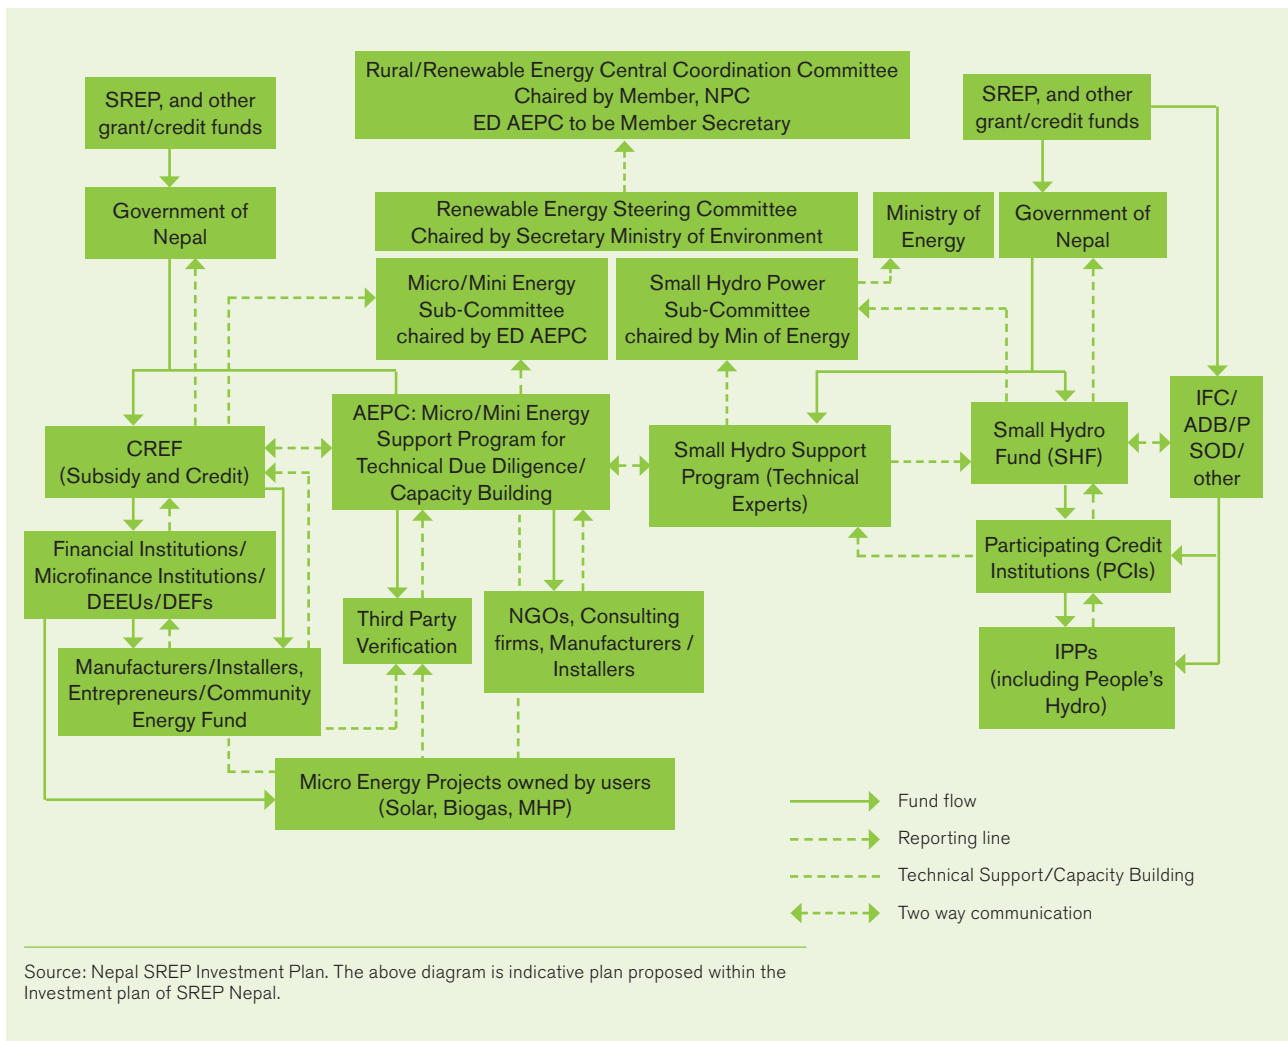 Rural/Renewable Energy Central Coordination Committee
Chaired by Member, NPC
ED AEPC to be Member Secretary
SREP, and other
grant/credit funds
SREP, and other
grant/credit funds
Government of
Nepal
Renewable Energy Steering Committee
Chaired by Secretary Ministry of Environment
Ministry of
Energy
Government of
Nepal
Micro/Mini Energy
Sub-Committee
chaired by ED AEPC
Small Hydro Power
Sub-Committee
chaired by Min of Energy
CREF
(Subsidy and Credit)
AEPC: Micro/Mini Energy
Support Program for
Technical Due Diligence/
Capacity Building
Small Hydro Support
Program (Technical
Experts)
Small Hydro
Fund (SHF)
IFC/
ADB/P
SOD/
other
Financial Institutions/
Microfinance Institutions/
DEEUs/DEFs
Third Party
Verification
NGOs, Consulting
firms, Manufacturers /
Installers
Participating Credit
Institutions (PCIs)
Manufacturers/Installers,
Entrepreneurs/Community
Energy Fund
IPPs
(including People's
Hydro)
Micro Energy Projects owned by users
(Solar, Biogas, MHP)
Fund flow
Reporting line
Technical Support/Capacity Building
Two way communication
Source: Nepal SREP Investment Plan. The above diagram is indicative plan proposed within the
Investment plan of SREP Nepal.